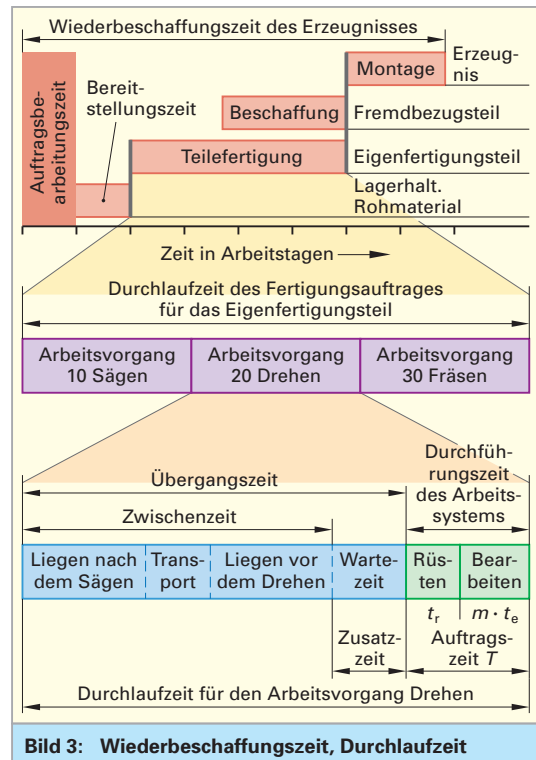 Wiederbeschaffungszeit des Erzeugnisses
Auftragsbe-
arbeitungszeit
Bereit-
stellungszeit
Montage
Erzeug-
nis
Beschaffung
Fremdbezugsteil
Teilefertigung
Eigenfertigungsteil
Lagerhalt.
Rohmaterial
Zeit in Arbeitstagen
Durchlaufzeit des Fertigungsauftrages
für das Eigenfertigungsteil
Arbeitsvorgang
10 Sägen
Arbeitsvorgang
20 Drehen
Arbeitsvorgang
30 Fräsen
Übergangszeit
Durchfüh-
rungszeit
des Arbeits-
systems
Zwischenzeit
Liegen nach
dem Sägen
Trans-
port
Liegen vor
dem Drehen
Warte-
zeit
Rüs-
ten
Bear-
beiten
tr
m · te
Zusatz-
zeit
Auftrags-
zeit T
Durchlaufzeit für den Arbeitsvorgang Drehen
Bild 3: Wiederbeschaffungszeit, Durchlaufzeit